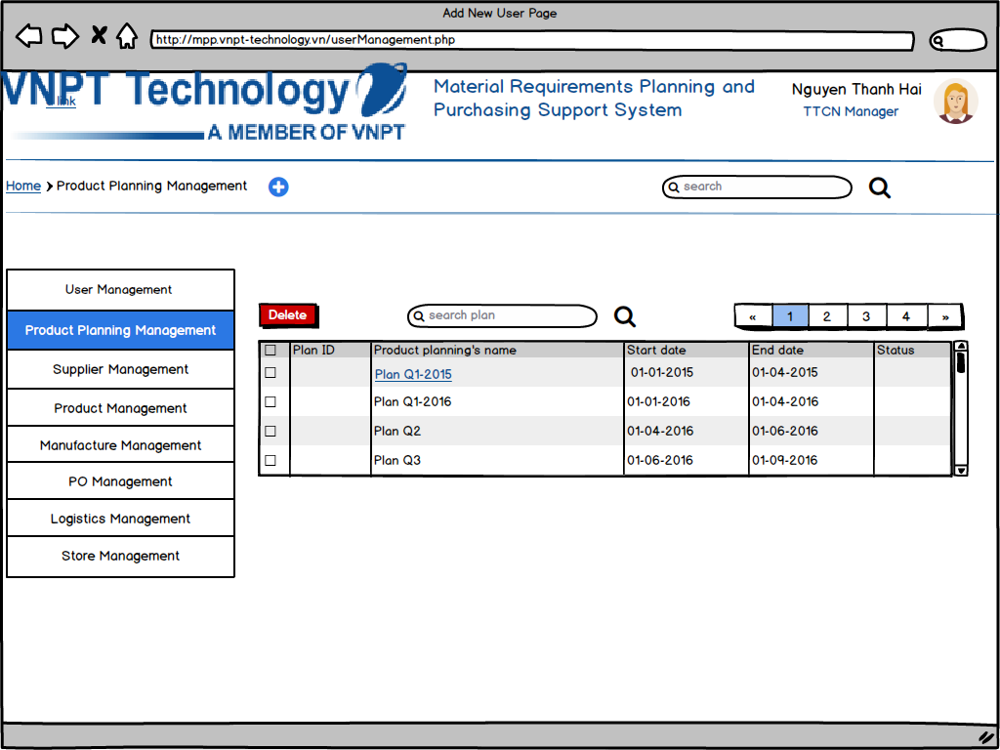 Add New User Page
http://mpp.vnpt-technology.vn/userManagement.php
VNPT Technology
link
A MEMBER OF VNPT
Material Requirements Planning and
Purchasing Support System
Nguyen Thanh Hai
TTCN Manager
Home > Product Planning Management
search
User Management
Product Planning Management
Supplier Management
Product Management
Manufacture Management
PO Management
Logistics Management
Store Management
Delete
search plan
« 1 2 3 4 »
Plan ID Product planning's name Start date End date Status
Plan Q1-2015 01-01-2015 01-04-2015
Plan Q1-2016 01-01-2016 01-04-2016
Plan Q2 01-04-2016 01-06-2016
Plan Q3 01-06-2016 01-09-2016